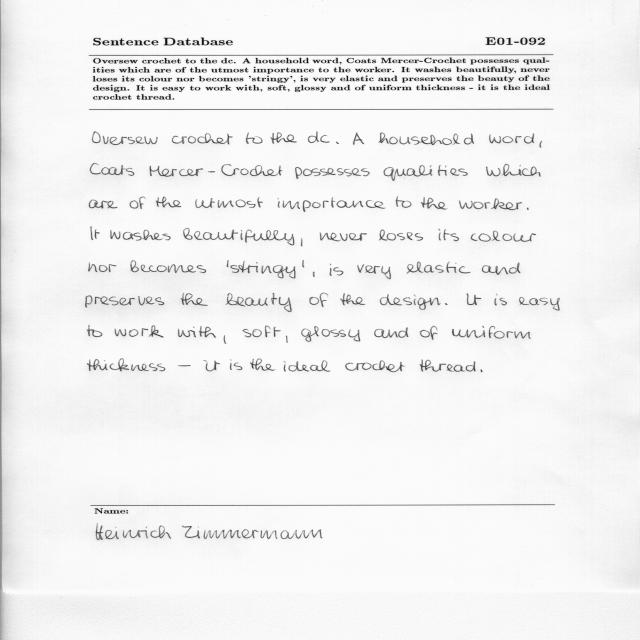 Sentence Database E01-092
Oversew crochet to the dc. A household word, Coats Mercer-Crochet possesses qual-
ities which are of the utmost importance to the worker. It washes beautifully, never
loses its colour nor becomes 'stringy', is very elastic and preserves the beauty of the
design. It is easy to work with, soft, glossy and of uniform thickness - it is the ideal
crochet thread.
Oversew crochet to the dc. A household word,
Coats Mercer-Crochet possesses qualities which
are of the utmost importance to the worker.
It washes beautifully, never loses its colour
nor becomes 'stringy', is very elastic and
preserves the beauty of the design. It is easy
to work with, soft, glossy and of uniform
thickness – it is the ideal crochet thread.
Name:
Heinrich Zimmermann